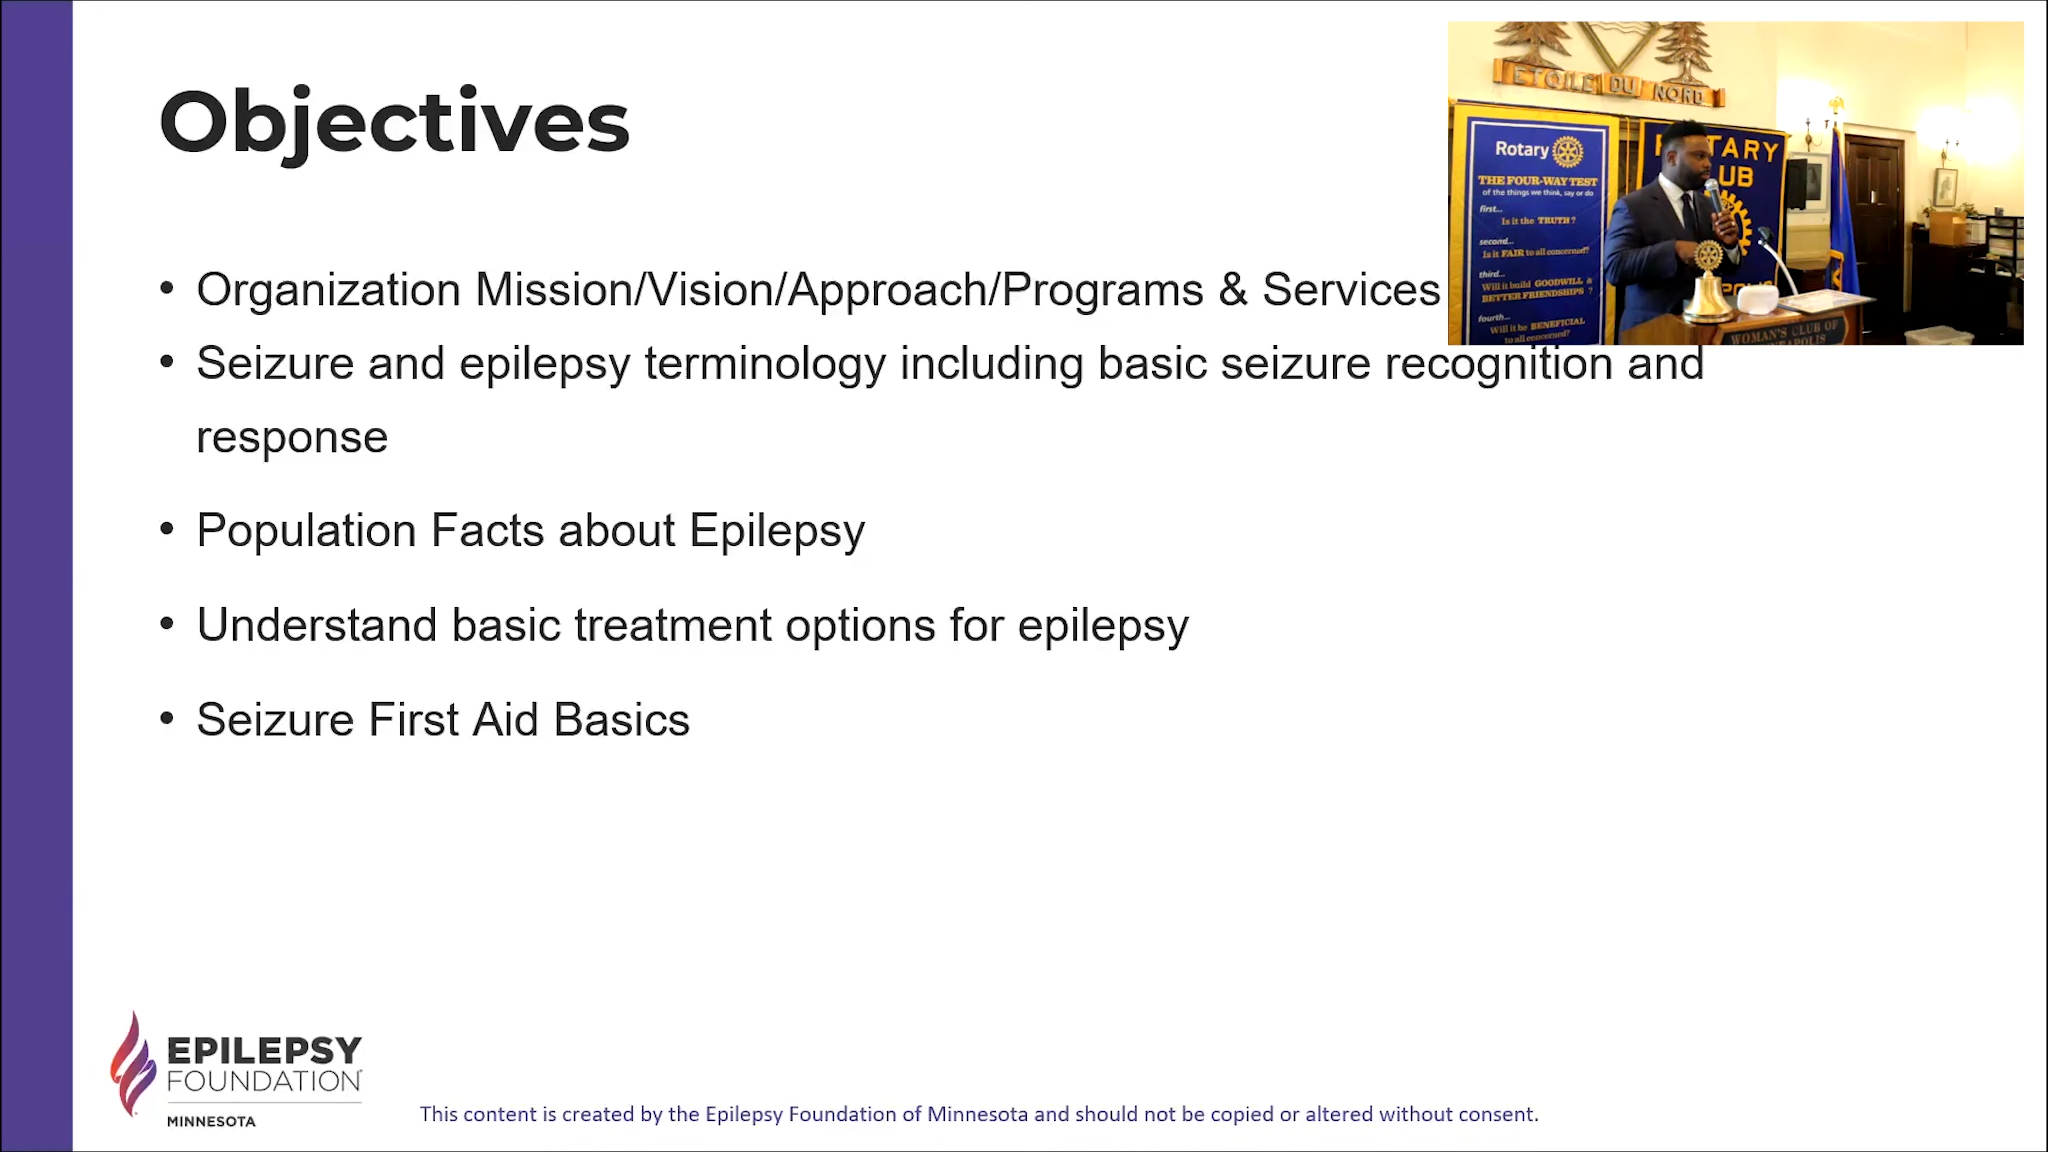 Objectives
• Organization Mission/Vision/Approach/Programs & Services
• Seizure and epilepsy terminology including basic seizure recognition and
response
• Population Facts about Epilepsy
• Understand basic treatment options for epilepsy
• Seizure First Aid Basics
ETOILE DU NORD
Rotary
THE FOUR-WAY TEST
of the things we think, say or do
first...
Is it the TRUTH?
second...
Is it FAIR to all concerned?
third...
Will it build GOODWILL &
BETTER FRIENDSHIPS?
fourth...
Will it be BENEFICIAL
to all concerned?
WOMAN'S CLUB OF
EPILEPSY
FOUNDATION
MINNESOTA
This content is created by the Epilepsy Foundation of Minnesota and should not be copied or altered without consent.